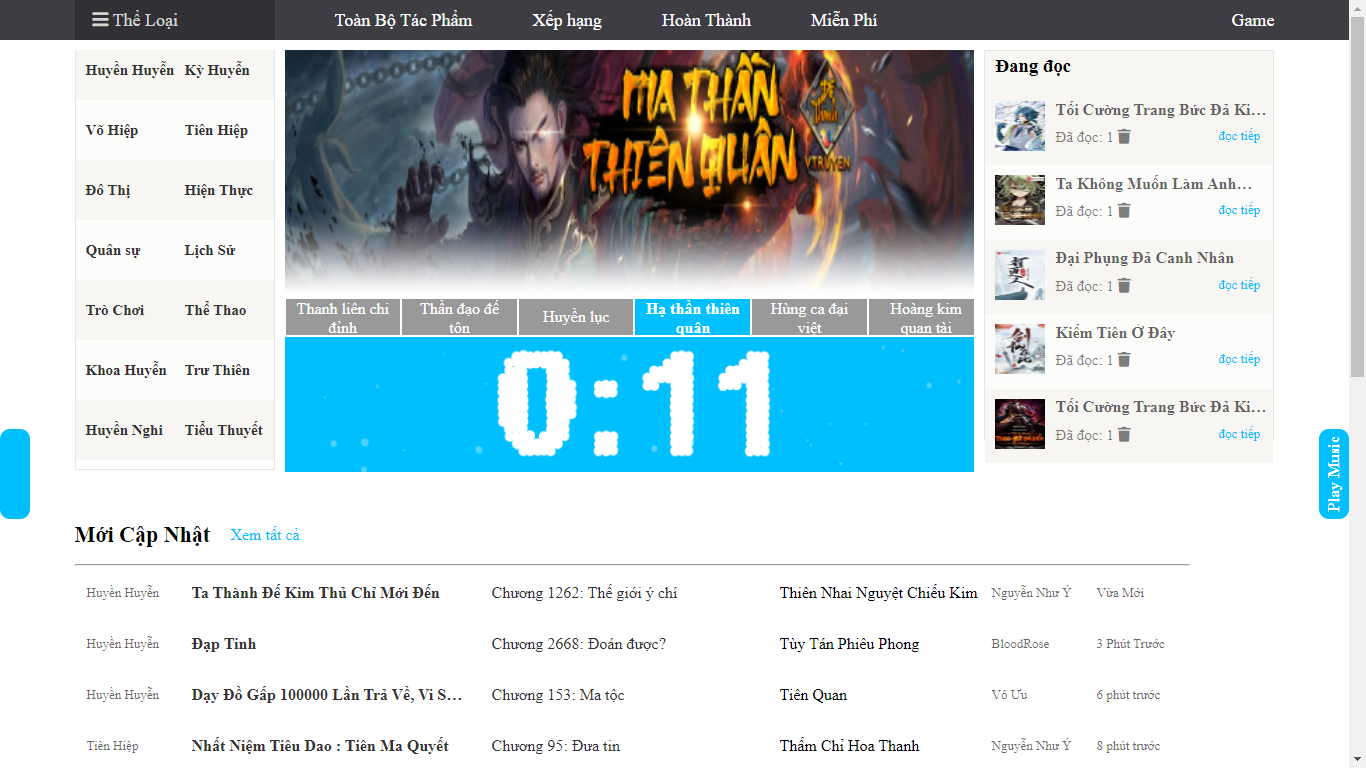 Thể Loại
Toàn Bộ Tác Phẩm
Xếp hạng
Hoàn Thành
Miễn Phí
Game
Huyền Huyễn
Kỳ Huyễn
Võ Hiệp
Tiên Hiệp
Đô Thị
Hiện Thực
Quân sự
Lịch Sử
Trò Chơi
Thể Thao
Khoa Huyễn
Trư Thiên
Huyền Nghi
Tiểu Thuyết
MA THẦN
THIÊN QUÂN
VTRUYEN
Thanh liên chi
đỉnh
Thần đạo đế
tôn
Huyền lục
Hạ thần thiên
quân
Hùng ca đại
việt
Hoàng kim
quan tài
0:11
Đang đọc
Tối Cường Trang Bức Đả Ki…
Đã đọc: 1
đọc tiếp
Ta Không Muốn Làm Anh…
Đã đọc: 1
đọc tiếp
Đại Phụng Đả Canh Nhân
Đã đọc: 1
đọc tiếp
Kiếm Tiên Ở Đây
Đã đọc: 1
đọc tiếp
Tối Cường Trang Bức Đả Ki…
Đã đọc: 1
đọc tiếp
Play Music
Mới Cập Nhật
Xem tất cả
Huyền Huyễn
Ta Thành Đế Kim Thủ Chỉ Mới Đến
Chương 1262: Thế giới ý chí
Thiên Nhai Nguyệt Chiếu Kim
Nguyễn Như Ý
Vừa Mới
Huyền Huyễn
Đạp Tinh
Chương 2668: Đoán được?
Tùy Tán Phiêu Phong
BloodRose
3 Phút Trước
Huyền Huyễn
Dạy Đồ Gấp 100000 Lần Trả Về, Vi S…
Chương 153: Ma tộc
Tiên Quan
Vô Ưu
6 phút trước
Tiên Hiệp
Nhất Niệm Tiêu Dao : Tiên Ma Quyết
Chương 95: Đưa tin
Thấm Chỉ Hoa Thanh
Nguyễn Như Ý
8 phút trước